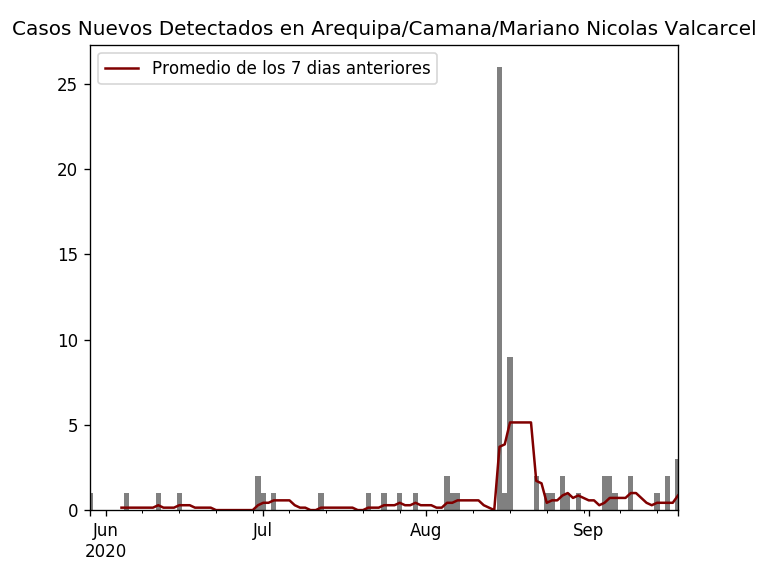 Casos Nuevos Detectados en Arequipa/Camana/Mariano Nicolas Valcarcel
Promedio de los 7 dias anteriores
25
20
15
10
5
0
Jun Jul Aug Sep
2020